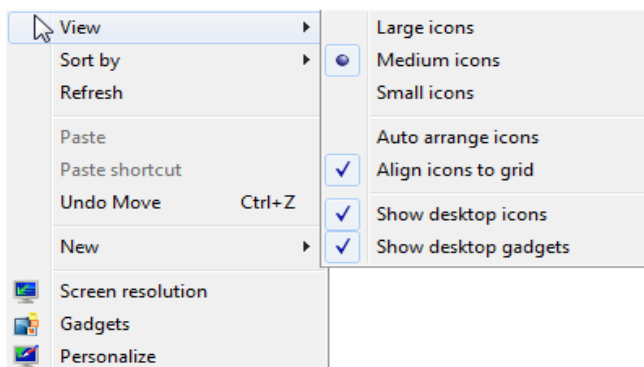 View
Sort by
Refresh
Paste
Paste shortcut
Undo Move Ctrl+Z
New
Screen resolution
Gadgets
Personalize
Large icons
Medium icons
Small icons
Auto arrange icons
Align icons to grid
Show desktop icons
Show desktop gadgets